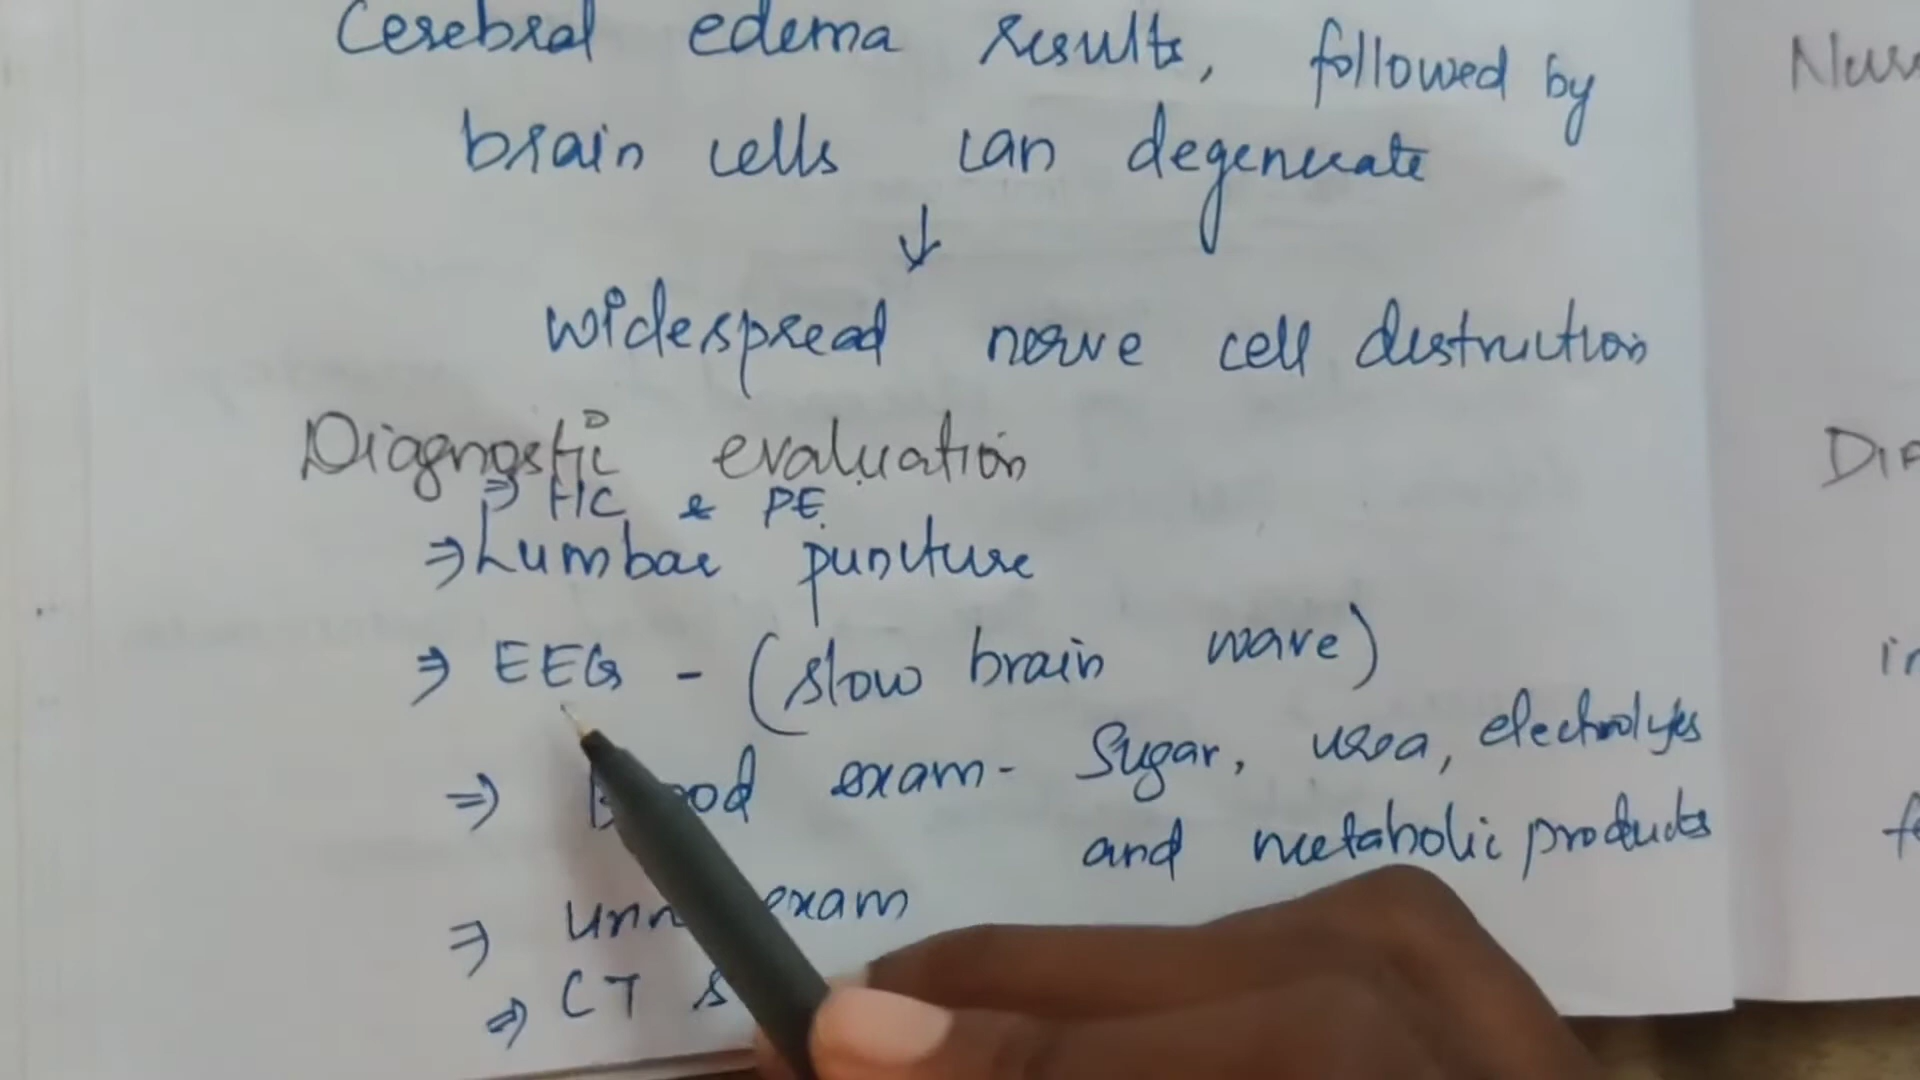 Cerebral edema results, followed by
brain cells can degenerate
↓
widespread nerve cell destruction
Diagnostic evaluation
⇒ HC & PE.
⇒ Lumbar puncture
⇒ EEG - (slow brain wave)
⇒ exam - Sugar, urea, electrolytes
and metabolic products
⇒ exam
⇒ CT
in